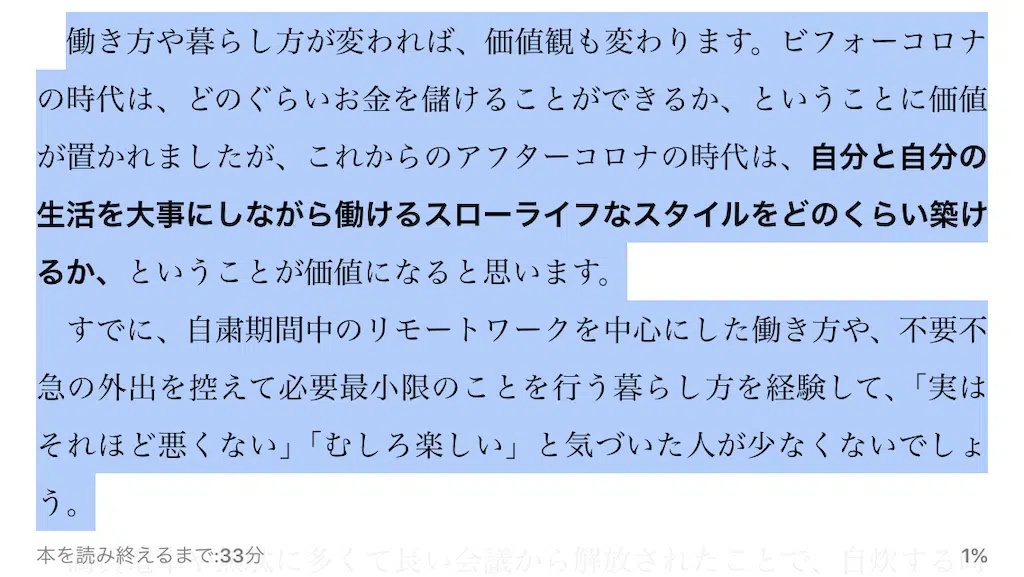 働き方や暮らし方が変われば、価値観も変わります。ビフォーコロナ
の時代は、どのぐらいお金を儲けることができるか、ということに価値
が置かれましたが、これからのアフターコロナの時代は、自分と自分の
生活を大事にしながら働けるスローライフなスタイルをどのくらい築け
るか、ということが価値になると思います。
すでに、自粛期間中のリモートワークを中心にした働き方や、不要不
急の外出を控えて必要最小限のことを行う暮らし方を経験して、「実は
それほど悪くない」「むしろ楽しい」と気づいた人が少なくないでしょ
う。
本を読み終えるまで:33分 1%
に多くて長い会議から解放されたことで、自炊する時